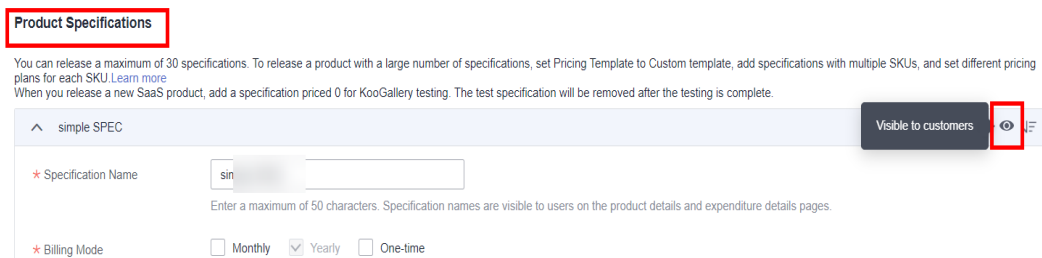 Product Specifications
You can release a maximum of 30 specifications. To release a product with a large number of specifications, set Pricing Template to Custom template, add specifications with multiple SKUs, and set different pricing
plans for each SKU.Learn more
When you release a new SaaS product, add a specification priced 0 for KooGallery testing. The test specification will be removed after the testing is complete.
simple SPEC
Visible to customers
* Specification Name
Enter a maximum of 50 characters. Specification names are visible to users on the product details and expenditure details pages.
* Billing Mode Monthly Yearly One-time